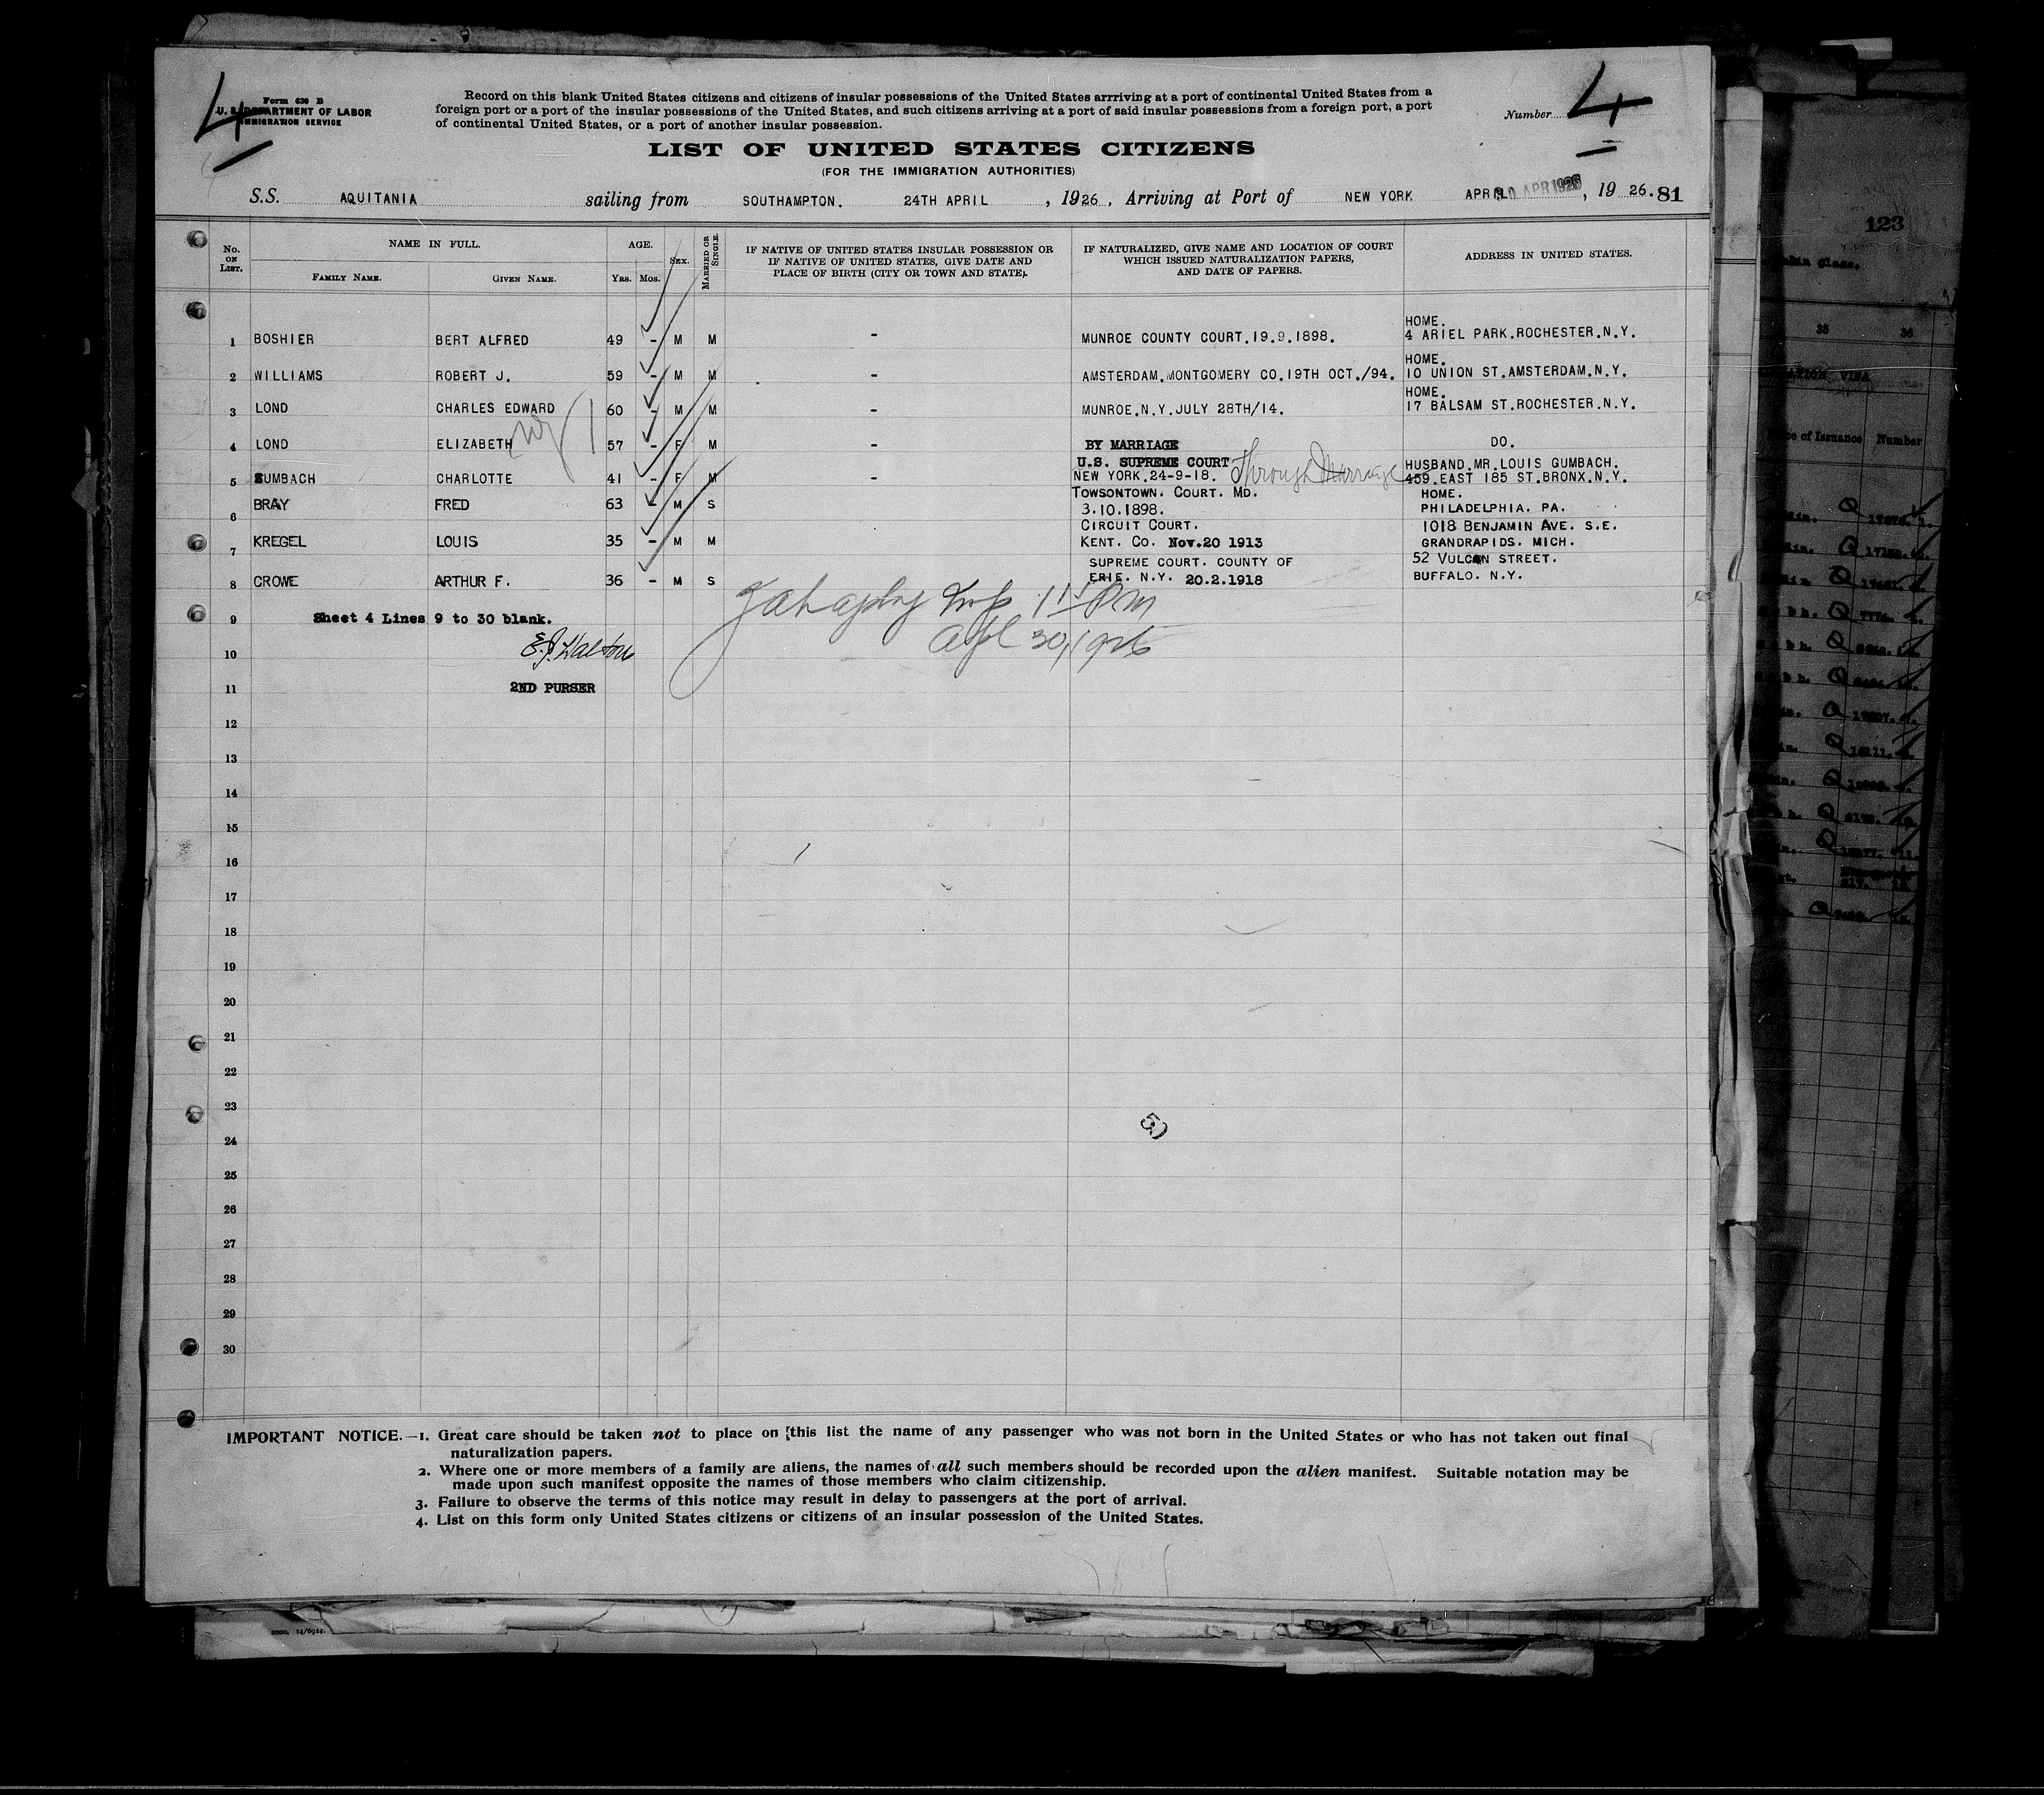 4
Form 630 B
U. S. DEPARTMENT OF LABOR
IMMIGRATION SERVICE
Record on this blank United States citizens and citizens of insular possessions of the United States arrriving at a port of continental United States from a
foreign port or a port of the insular possessions of the United States, and such citizens arriving at a port of said insular possessions from a foreign port, a port
of continental United States, or a port of another insular possession.
Number 4
LIST OF UNITED STATES CITIZENS
(FOR THE IMMIGRATION AUTHORITIES)
S.S. AQUITANIA sailing from SOUTHAMPTON. 24TH APRIL , 1926 , Arriving at Port of NEW YORK APRIL 30 APR 1926 , 19 26. 81
No. ON LIST. NAME IN FULL. AGE. SEX. MARRIED OR SINGLE. IF NATIVE OF UNITED STATES INSULAR POSSESSION OR IF NATIVE OF UNITED STATES, GIVE DATE AND PLACE OF BIRTH (CITY OR TOWN AND STATE). IF NATURALIZED, GIVE NAME AND LOCATION OF COURT WHICH ISSUED NATURALIZATION PAPERS, AND DATE OF PAPERS. ADDRESS IN UNITED STATES.
FAMILY NAME. GIVEN NAME. Yrs. Mos.
HOME.
1 BOSHIER BERT ALFRED 49 - M M - MUNROE COUNTY COURT.19.9.1898. 4 ARIEL PARK.ROCHESTER.N.Y.
HOME.
2 WILLIAMS ROBERT J. 59 - M M - AMSTERDAM.MONTGOMERY CO.19TH OCT./94. 10 UNION ST.AMSTERDAM.N.Y.
HOME.
3 LOND CHARLES EDWARD 60 - M M - MUNROE.N.Y.JULY 28TH/14. 17 BALSAM ST.ROCHESTER.N.Y.
4 LOND ELIZABETH 57 - F M - BY MARRIAGE DO.
U.S. SUPREME COURT Through Marriage HUSBAND.MR.LOUIS GUMBACH.
5 GUMBACH CHARLOTTE 41 - F M - NEW YORK.24-9-18. 459.EAST 185 ST.BRONX.N.Y.
TOWSONTOWN. COURT. MD. HOME.
6 BRAY FRED 63 - M S 3.10.1898. PHILADELPHIA. PA.
CIRCUIT COURT. 1018 BENJAMIN AVE. S.E.
7 KREGEL LOUIS 35 - M M KENT. CO. Nov.20 1913 GRANDRAPIDS. MICH.
SUPREME COURT. COUNTY OF 52 VULCAN STREET.
8 CROWE ARTHUR F. 36 - M S ERIE. N.Y. 20.2.1918 BUFFALO. N.Y.
9 Sheet 4 Lines 9 to 30 blank.
E.J. Walton
10
11 2ND PURSER
PM
Apl 30, 1926
12
13
14
15
16
17
18
19
20
21
22
23
24
25
26
27
28
29
30
IMPORTANT NOTICE.—1. Great care should be taken not to place on this list the name of any passenger who was not born in the United States or who has not taken out final
naturalization papers.
2. Where one or more members of a family are aliens, the names of all such members should be recorded upon the alien manifest. Suitable notation may be
made upon such manifest opposite the names of those members who claim citizenship.
3. Failure to observe the terms of this notice may result in delay to passengers at the port of arrival.
4. List on this form only United States citizens or citizens of an insular possession of the United States.
2000. 14/6924.
123
35 36
Number